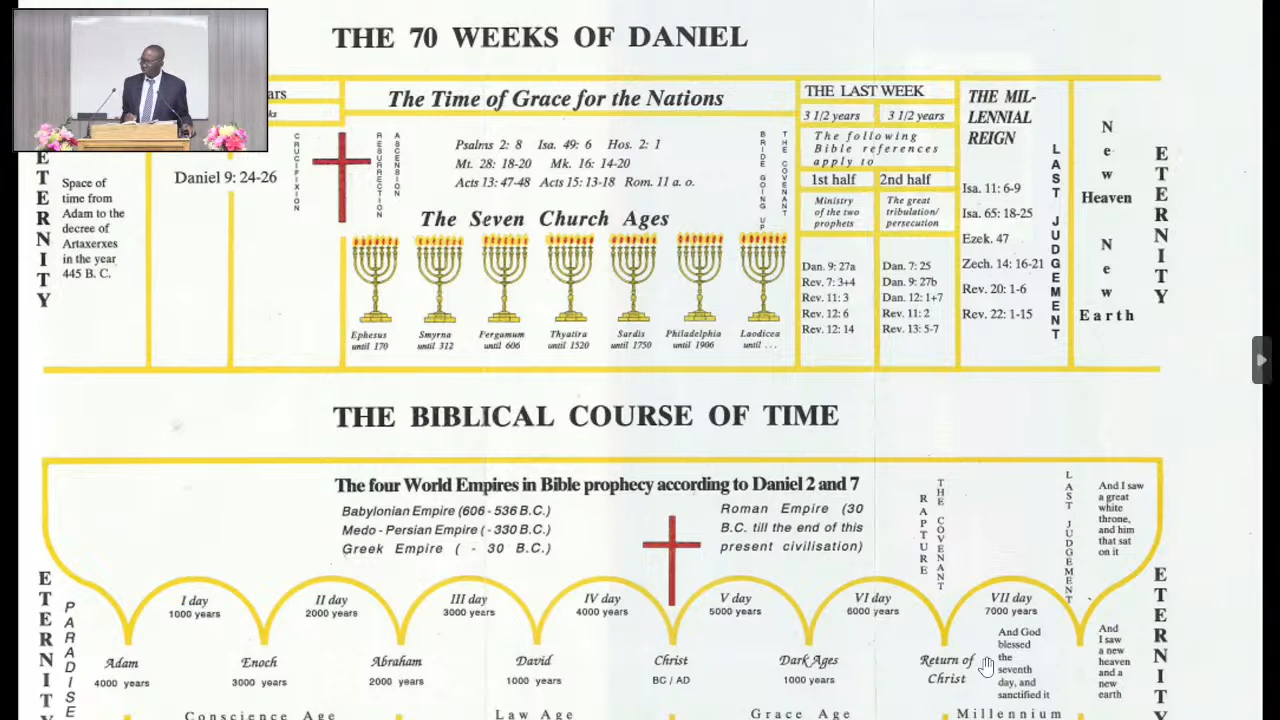 THE 70 WEEKS OF DANIEL
ars
ks
The Time of Grace for the Nations
THE LAST WEEK
3 1/2 years 3 1/2 years
The following
Bible references
apply to
1st half 2nd half
Ministry
of the two
prophets
The great
tribulation/
persecution
Dan. 9: 27a
Rev. 7: 3+4
Rev. 11: 3
Rev. 12: 6
Rev. 12: 14
Dan. 7: 25
Dan. 9: 27b
Dan. 12: 1+7
Rev. 11: 2
Rev. 13: 5-7
THE MIL-
LENNIAL
REIGN
Isa. 11: 6-9
Isa. 65: 18-25
Ezek. 47
Zech. 14: 16-21
Rev. 20: 1-6
Rev. 22: 1-15
LAST JUDGEMENT
New
Heaven
New
Earth
ETERNITY
ETERNITY
Space of
time from
Adam to the
decree of
Artaxerxes
in the year
445 B. C.
Daniel 9: 24-26
CRUCIFIXION
RESURRECTION
ASCENSION
Psalms 2: 8 Isa. 49: 6 Hos. 2: 1
Mt. 28: 18-20 Mk. 16: 14-20
Acts 13: 47-48 Acts 15: 13-18 Rom. 11 a. o.
BRIDE GOING UP
THE COVENANT
The Seven Church Ages
Ephesus
until 170
Smyrna
until 312
Fergamum
until 606
Thyatira
until 1520
Sardis
until 1750
Philadelphia
until 1906
Laodicea
until ...
THE BIBLICAL COURSE OF TIME
The four World Empires in Bible prophecy according to Daniel 2 and 7
Babylonian Empire (606 - 536 B.C.)
Medo - Persian Empire ( - 330 B.C.)
Greek Empire ( - 30 B.C.)
Roman Empire (30
B.C. till the end of this
present civilisation)
RAPTURE
THE COVENANT
LAST JUDGEMENT
And I saw
a great
white
throne,
and him
that sat
on it
I day
1000 years
II day
2000 years
III day
3000 years
IV day
4000 years
V day
5000 years
VI day
6000 years
VII day
7000 years
ETERNIT
PARADISE
Adam
4000 years
Enoch
3000 years
Abraham
2000 years
David
1000 years
Christ
BC / AD
Dark Ages
1000 years
Return of
Christ
And God
blessed
the
seventh
day, and
sanctified it
And
I saw
a new
heaven
and a
new
earth
ETERNITY
Conscience Age
Law Age
Grace Age
Millennium